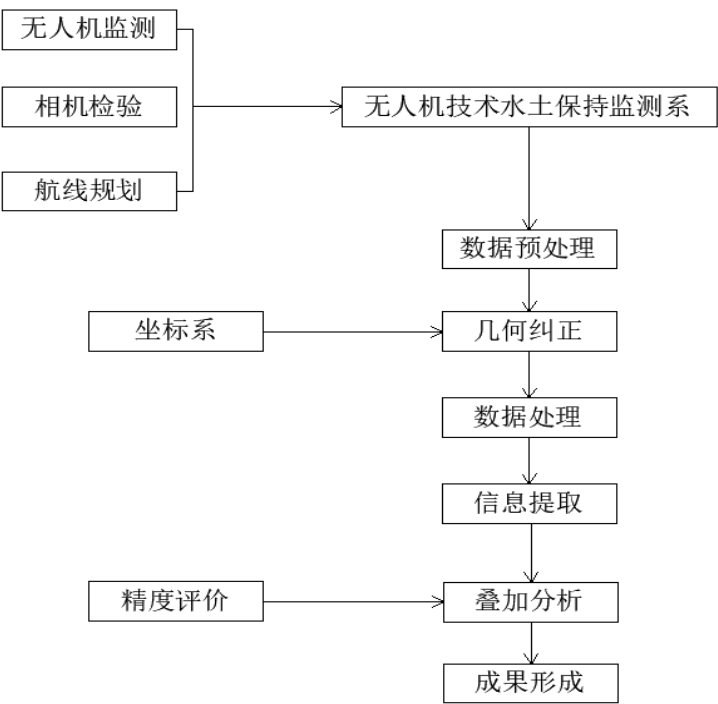 无人机监测
相机检验
无人机技术水土保持监测系
航线规划
数据预处理
坐标系
几何纠正
数据处理
信息提取
精度评价
叠加分析
成果形成